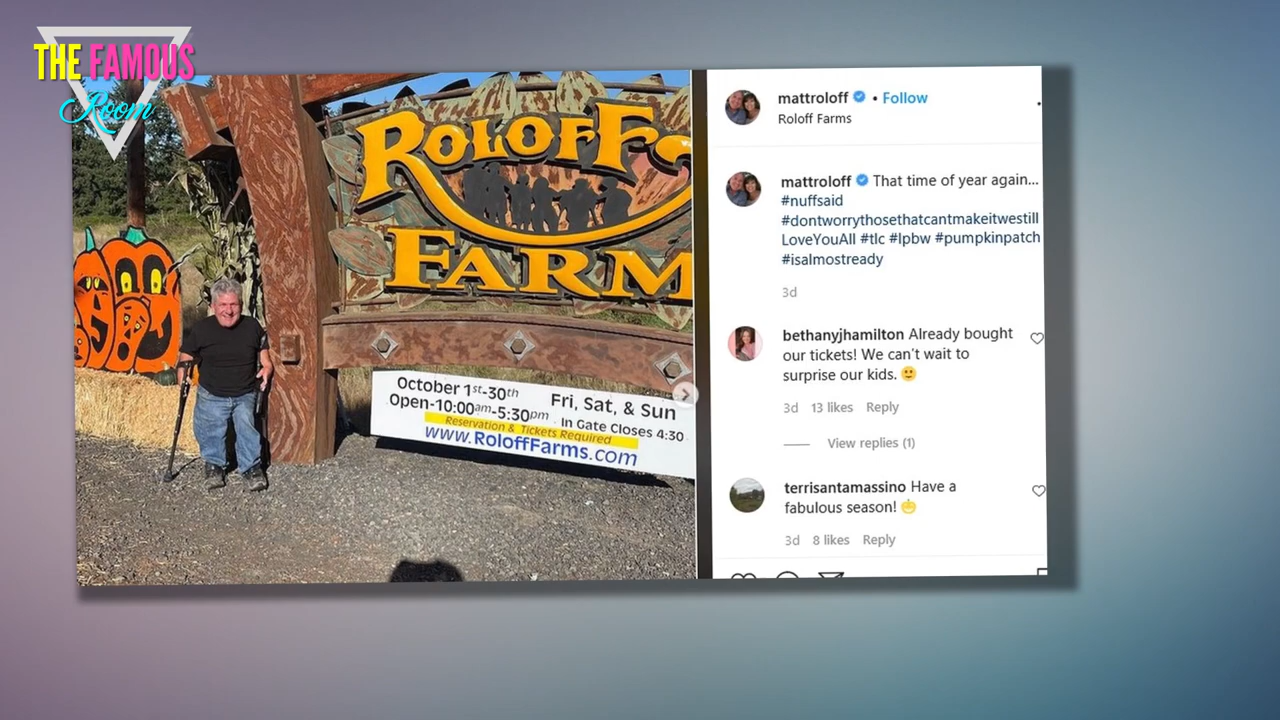 THE FAMOUS
Room
ROLOFF
FARM
October 1st-30th
Fri, Sat, & Sun
Open-10:00am-5:30pm . In Gate Closes 4:30
Reservation & Tickets Required
www.RoloffFarms.com
mattroloff • Follow
Roloff Farms
mattroloff That time of year again...
#nuffsaid
#dontworrythosethatcantmakeitwestill
LoveYouAll #tlc #lpbw #pumpkinpatch
#isalmostready
3d
bethanyjhamilton Already bought
our tickets! We can't wait to
surprise our kids.
3d 13 likes Reply
View replies (1)
terrisantamassino Have a
fabulous season!
3d 8 likes Reply